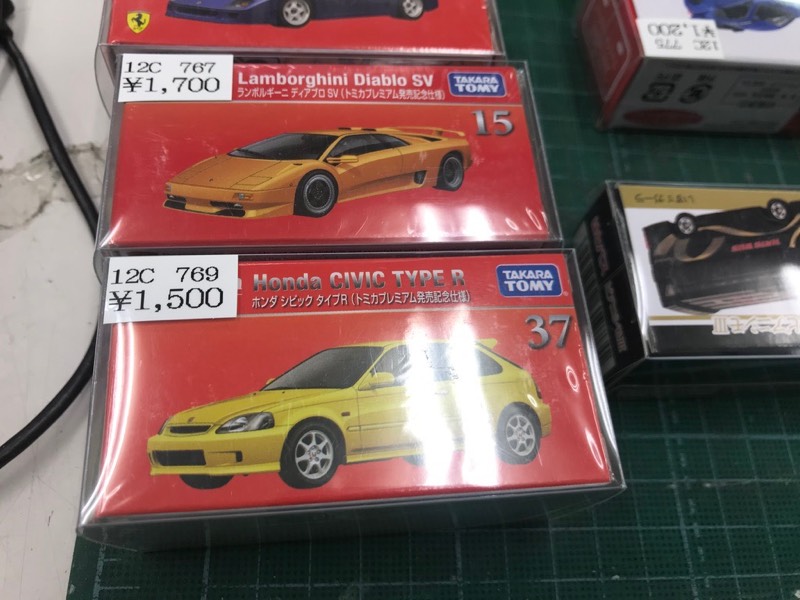 12C 767
¥1,700
Lamborghini Diablo SV
ランボルギーニ ディアブロ SV (トミカプレミアム発売記念仕様)
TAKARA
TOMY
15
12C 769
¥1,500
Honda CIVIC TYPE R
ホンダ シビック タイプR (トミカプレミアム発売記念仕様)
TAKARA
TOMY
37
12C 775
¥1,200